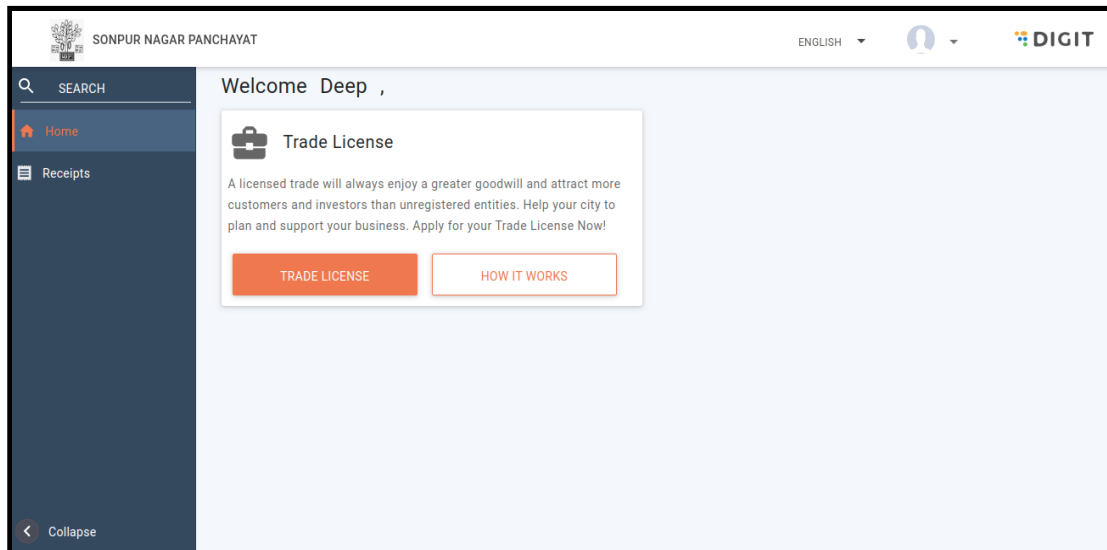 SONPUR NAGAR PANCHAYAT
ENGLISH
DIGIT
SEARCH
Home
Receipts
Collapse
Welcome Deep ,
Trade License
A licensed trade will always enjoy a greater goodwill and attract more
customers and investors than unregistered entities. Help your city to
plan and support your business. Apply for your Trade License Now!
TRADE LICENSE
HOW IT WORKS